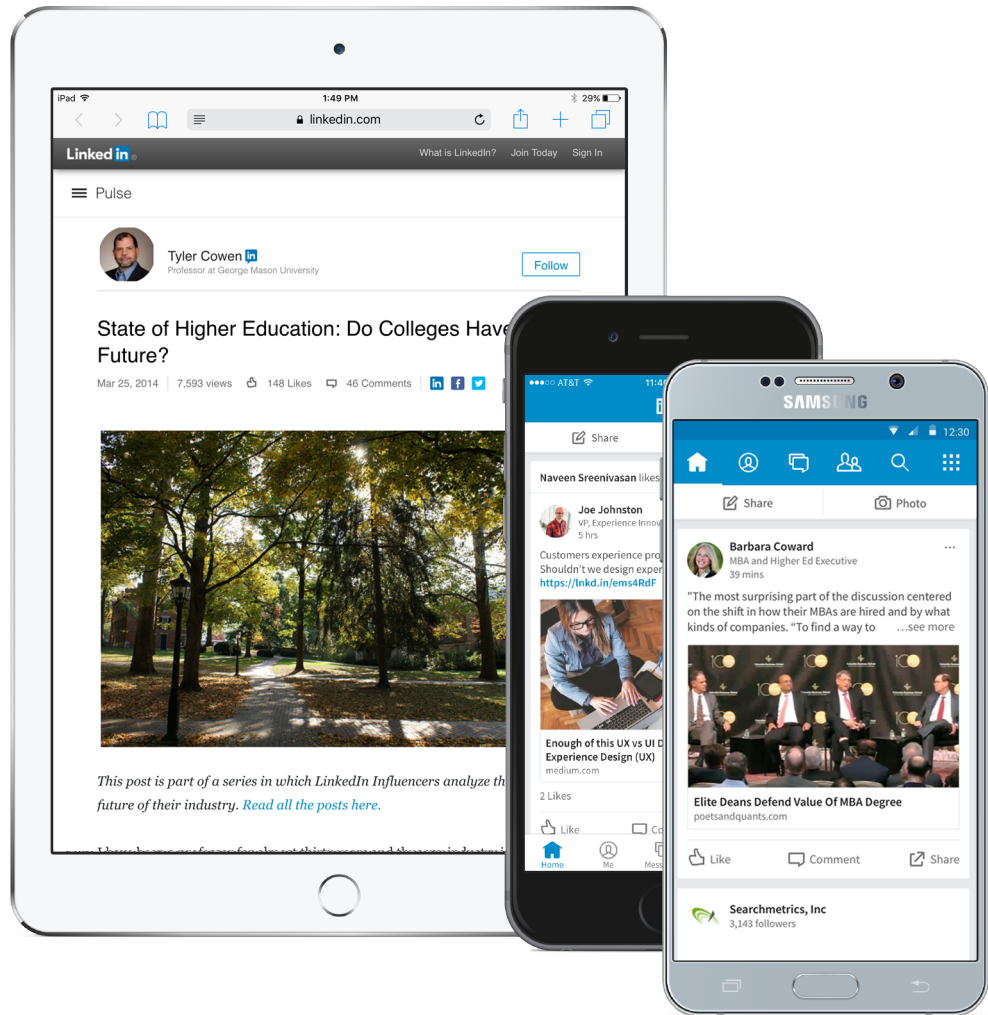 iPad
1:49 PM
29%
linkedin.com
Linked in
What is LinkedIn?
Join Today
Sign In
Pulse
Tyler Cowen in
Professor at George Mason University
Follow
State of Higher Education: Do Colleges Have
Future?
Mar 25, 2014
7,593 views
148 Likes
46 Comments
in
f
This post is part of a series in which LinkedIn Influencers analyze th
future of their industry. Read all the posts here.
AT&T
11:4
Share
Naveen Sreenivasan likes
Joe Johnston
VP, Experience Innov
5 hrs
Customers experience pro
Shouldn't we design exper
https://lnkd.in/ems4RdF
Enough of this UX vs UI D
Experience Design (UX)
medium.com
2 Likes
Like
Co
Home
Me
Mess
SAMSUNG
12:30
Share
Photo
Barbara Coward
MBA and Higher Ed Executive
39 mins
"The most surprising part of the discussion centered
on the shift in how their MBAs are hired and by what
kinds of companies. "To find a way to ...see more
Elite Deans Defend Value Of MBA Degree
poetsandquants.com
Like
Comment
Share
Searchmetrics, Inc
3,143 followers